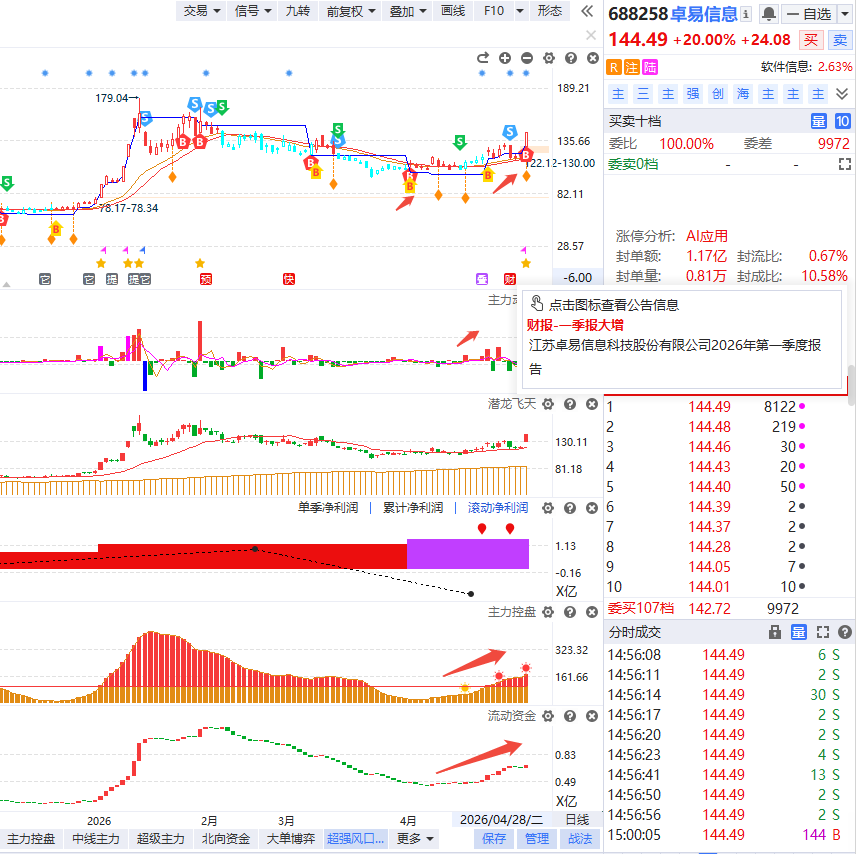 交易 信号 九转 前复权 叠加 画线 F10 形态
688258 卓易信息 自选
144.49 +20.00% +24.08 买 卖
R 注 陆 软件信息: 2.63%
主 三 主 强 创 海 主 主 主
买卖十档 量 10
委比 100.00% 委差 9972
委卖0档 - -
涨停分析: AI应用
封单额: 1.17亿 封流比: 0.67%
封单量: 0.81万 封成比: 10.58%
189.21
179.04
135.66
22.12-130.00
82.11
78.17-78.34
28.57
-6.00
它 它 提 提 它 预 快 财
点击图标查看公告信息
财报-一季报大增
江苏卓易信息科技股份有限公司2026年第一季度报
告
潜龙飞天
130.11
81.18
单季净利润 累计净利润 滚动净利润
1.13
-0.16
X亿
主力控盘
323.32
161.66
流动资金
0.83
0.49
X亿
2026 2月 3月 4月 2026/04/28/二 日线
主力控盘 中线主力 超级主力 北向资金 大单博弈 超强风口... 更多 保存 管理 战法
1 144.49 8122
2 144.48 219
3 144.46 30
4 144.43 20
5 144.40 50
6 144.39 2
7 144.37 2
8 144.28 2
9 144.05 7
10 144.01 10
委买107档 142.72 9972
分时成交 量
14:56:08 144.49 6 S
14:56:11 144.49 2 S
14:56:14 144.49 30 S
14:56:17 144.49 2 S
14:56:20 144.49 2 S
14:56:23 144.49 4 S
14:56:41 144.49 13 S
14:56:50 144.49 2 S
14:56:56 144.49 2 S
15:00:05 144.49 144 B